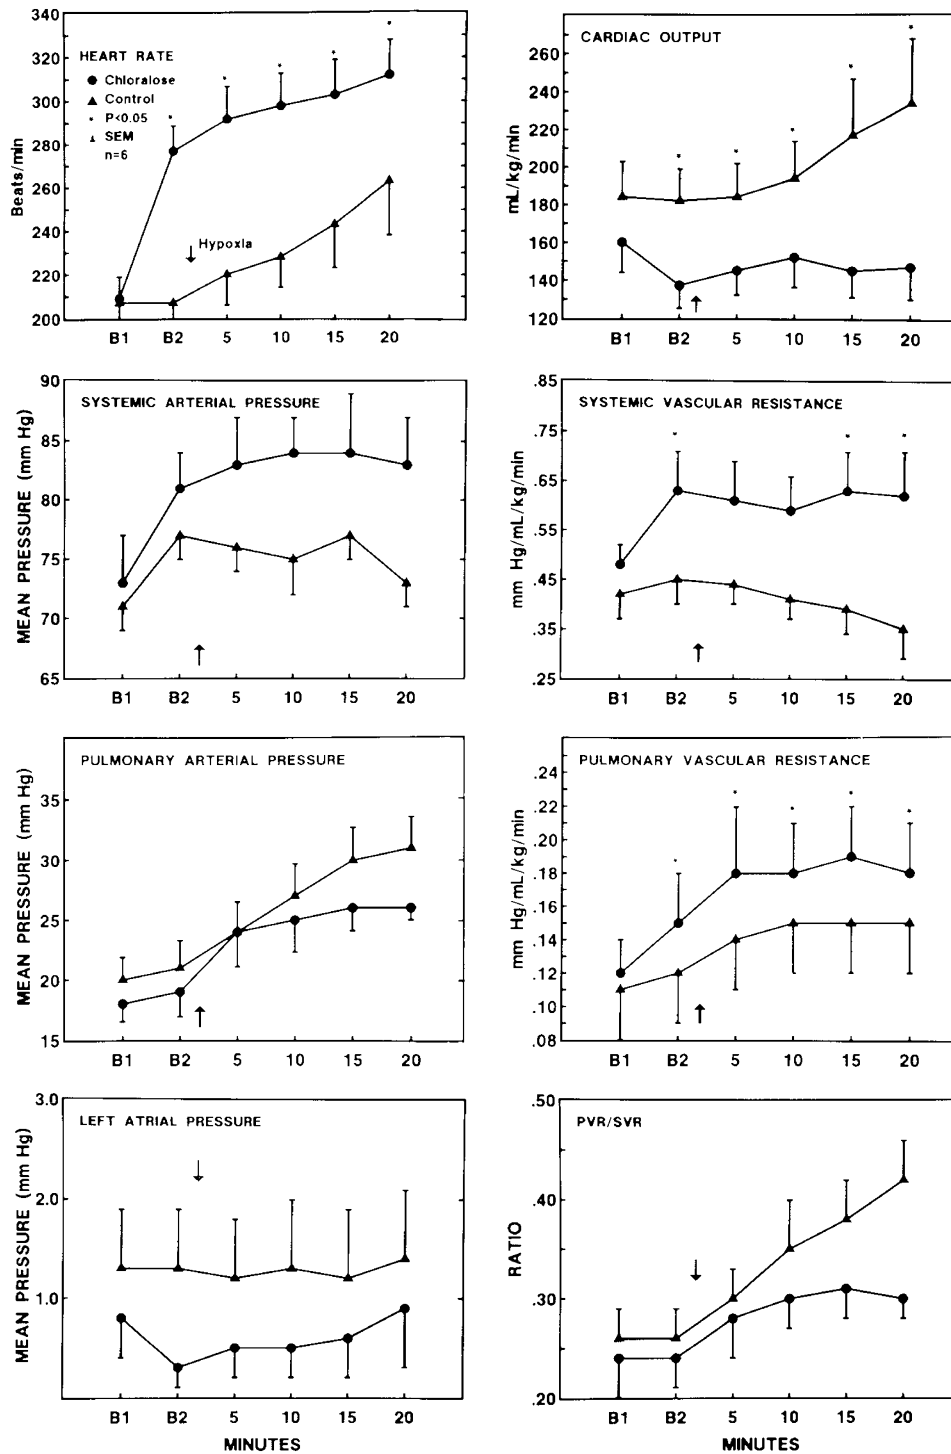 HEART RATE
● Chloralose
▲ Control
* P<0.05
▲ SEM
n=6
Hypoxia
Beats/min
340
320
300
280
260
240
220
200
B1 B2 5 10 15 20
CARDIAC OUTPUT
mL/kg/min
260
240
220
200
180
160
140
120
B1 B2 5 10 15 20
SYSTEMIC ARTERIAL PRESSURE
MEAN PRESSURE (mm Hg)
90
85
80
75
70
65
B1 B2 5 10 15 20
SYSTEMIC VASCULAR RESISTANCE
mm Hg/mL/kg/min
.85
.75
.65
.55
.45
.35
.25
B1 B2 5 10 15 20
PULMONARY ARTERIAL PRESSURE
MEAN PRESSURE (mm Hg)
35
30
25
20
15
B1 B2 5 10 15 20
PULMONARY VASCULAR RESISTANCE
mm Hg/mL/kg/min
.24
.22
.20
.18
.16
.14
.12
.10
.08
B1 B2 5 10 15 20
LEFT ATRIAL PRESSURE
MEAN PRESSURE (mm Hg)
3.0
2.0
1.0
B1 B2 5 10 15 20
MINUTES
PVR/SVR
RATIO
.50
.40
.30
.20
B1 B2 5 10 15 20
MINUTES